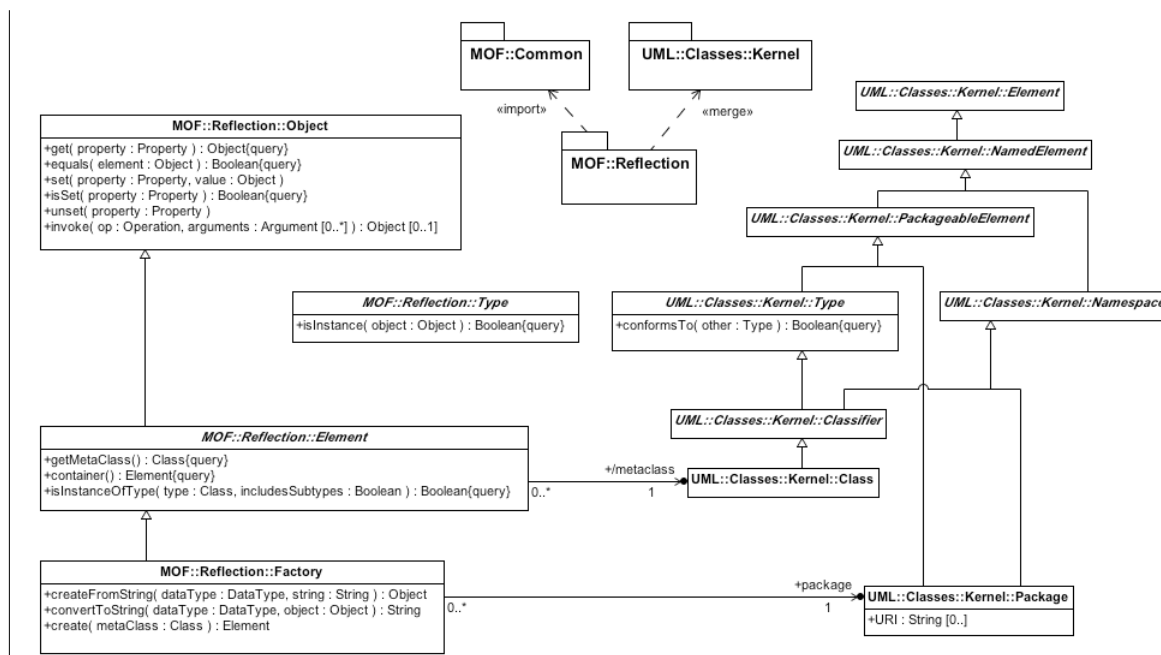 MOF::Common
UML::Classes::Kernel
«import»
«merge»
MOF::Reflection
UML::Classes::Kernel::Element
UML::Classes::Kernel::NamedElement
UML::Classes::Kernel::PackageableElement
MOF::Reflection::Object
+get( property : Property ) : Object{query}
+equals( element : Object ) : Boolean{query}
+set( property : Property, value : Object )
+isSet( property : Property ) : Boolean{query}
+unset( property : Property )
+invoke( op : Operation, arguments : Argument [0..*] ) : Object [0..1]
MOF::Reflection::Type
+isInstance( object : Object ) : Boolean{query}
UML::Classes::Kernel::Type
+conformsTo( other : Type ) : Boolean{query}
UML::Classes::Kernel::Namespace
UML::Classes::Kernel::Classifier
MOF::Reflection::Element
+getMetaClass() : Class{query}
+container() : Element{query}
+isInstanceOfType( type : Class, includesSubtypes : Boolean ) : Boolean{query}
0..*
+/metaclass
1
UML::Classes::Kernel::Class
MOF::Reflection::Factory
+createFromString( dataType : DataType, string : String ) : Object
+convertToString( dataType : DataType, object : Object ) : String
+create( metaClass : Class ) : Element
0..*
+package
1
UML::Classes::Kernel::Package
+URI : String [0..]